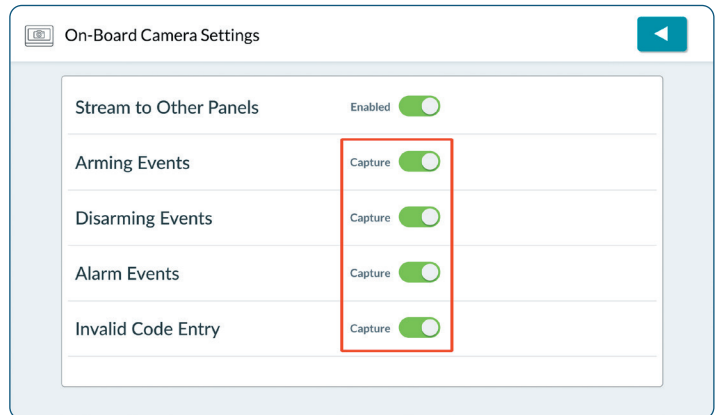 On-Board Camera Settings
Stream to Other Panels Enabled
Arming Events Capture
Disarming Events Capture
Alarm Events Capture
Invalid Code Entry Capture